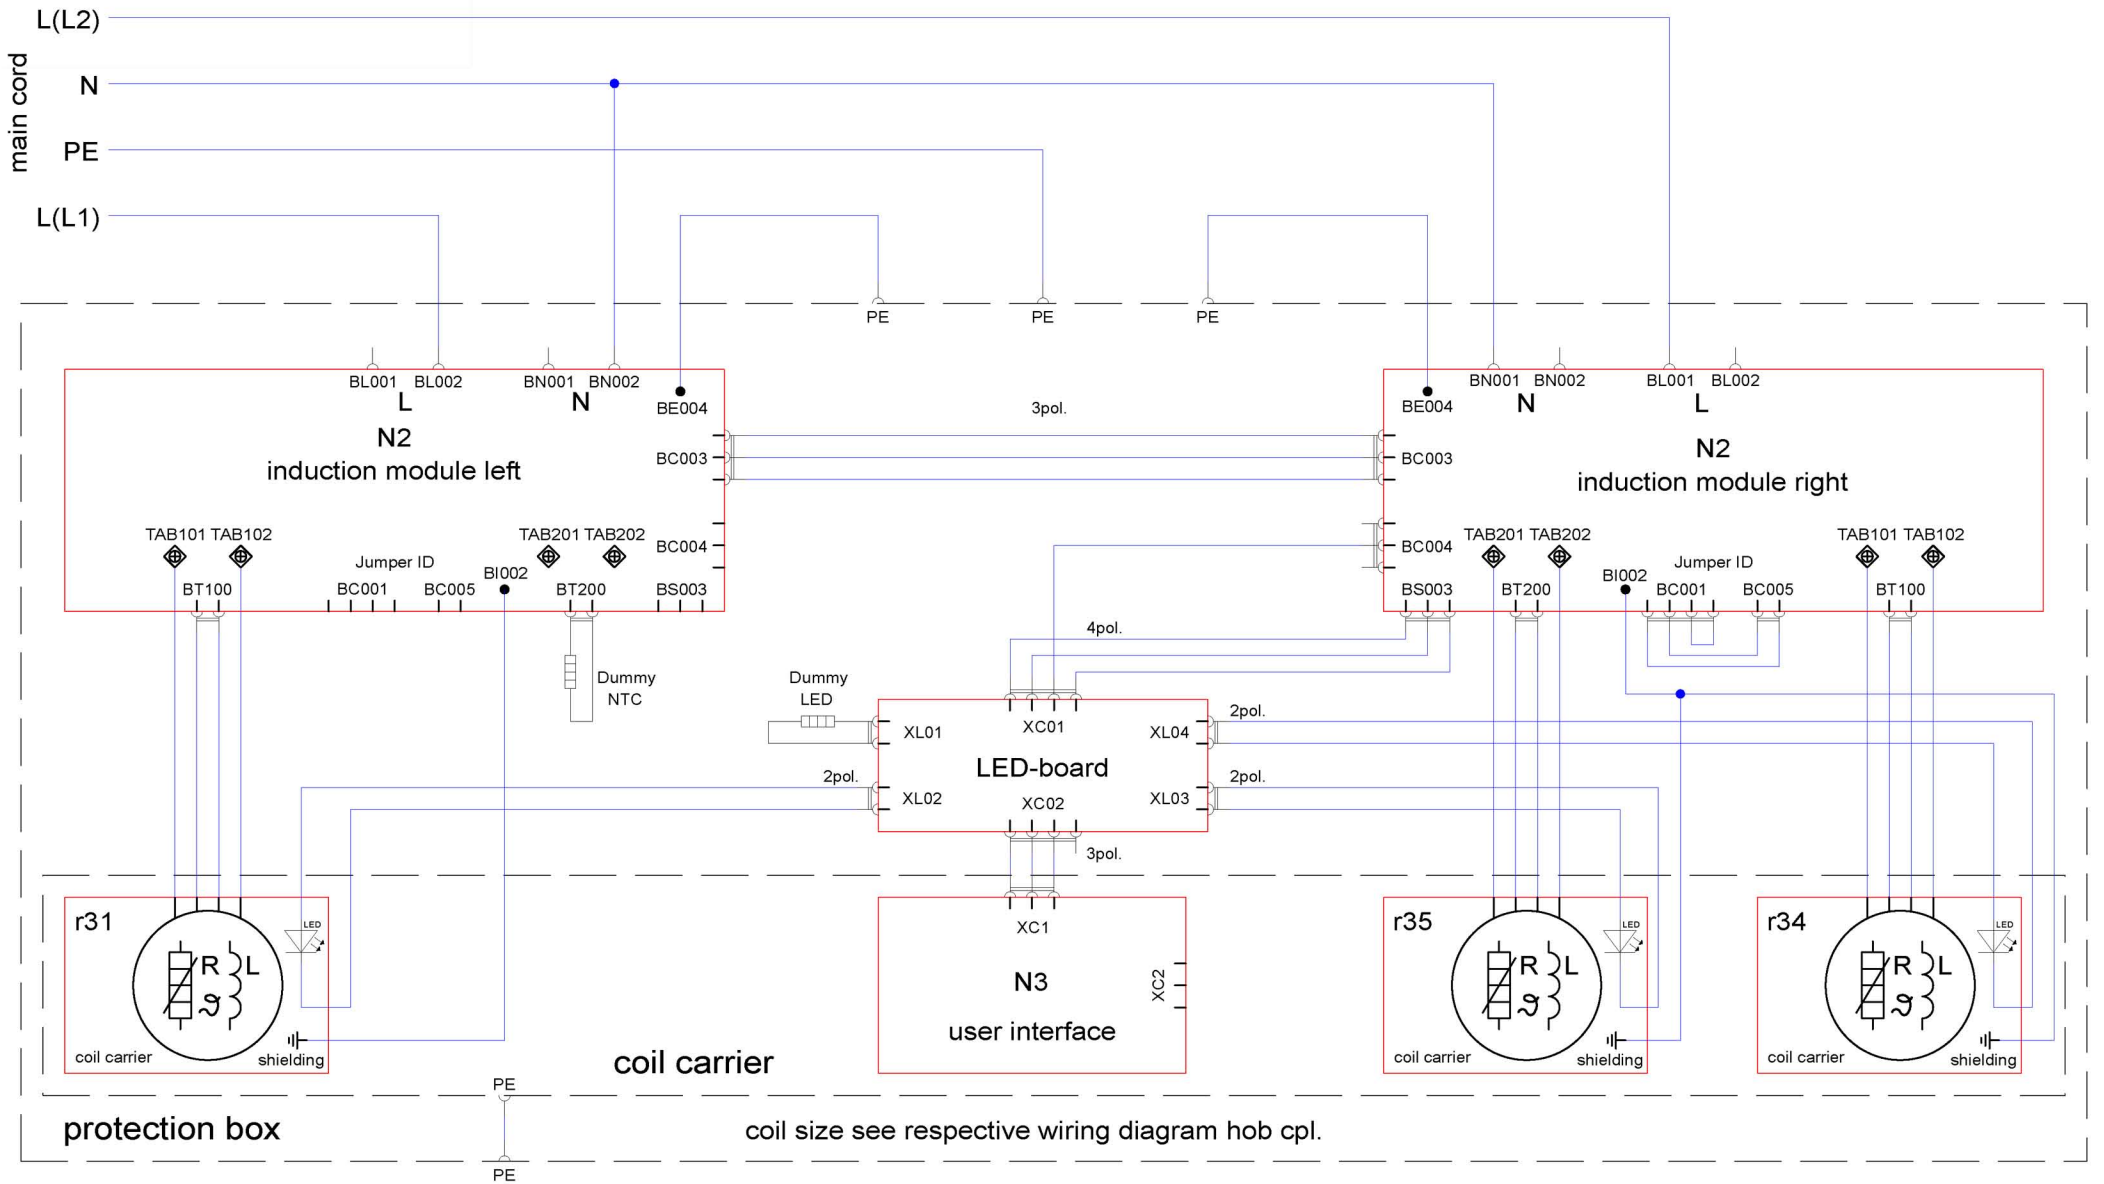 L(L2)
main cord
N
PE
L(L1)
PE
PE
PE
BL001
BL002
BN001
BN002
L
N
BE004
N2
induction module left
BC003
TAB101
TAB102
TAB201
TAB202
BC004
Jumper ID
BI002
BT100
BC001
BC005
BT200
BS003
3pol.
BN001
BN002
BL001
BL002
BE004
N
L
N2
induction module right
BC003
BC004
TAB201
TAB202
TAB101
TAB102
Jumper ID
BI002
BS003
BT200
BC001
BC005
BT100
4pol.
Dummy
NTC
Dummy
LED
XL01
XC01
XL04
2pol.
LED-board
2pol.
XL02
XC02
XL03
2pol.
3pol.
r31
LED
R
L
ϑ
coil carrier
shielding
XC1
N3
XC2
user interface
r35
LED
R
L
ϑ
coil carrier
shielding
r34
LED
R
L
ϑ
coil carrier
shielding
coil carrier
PE
protection box
coil size see respective wiring diagram hob cpl.
PE